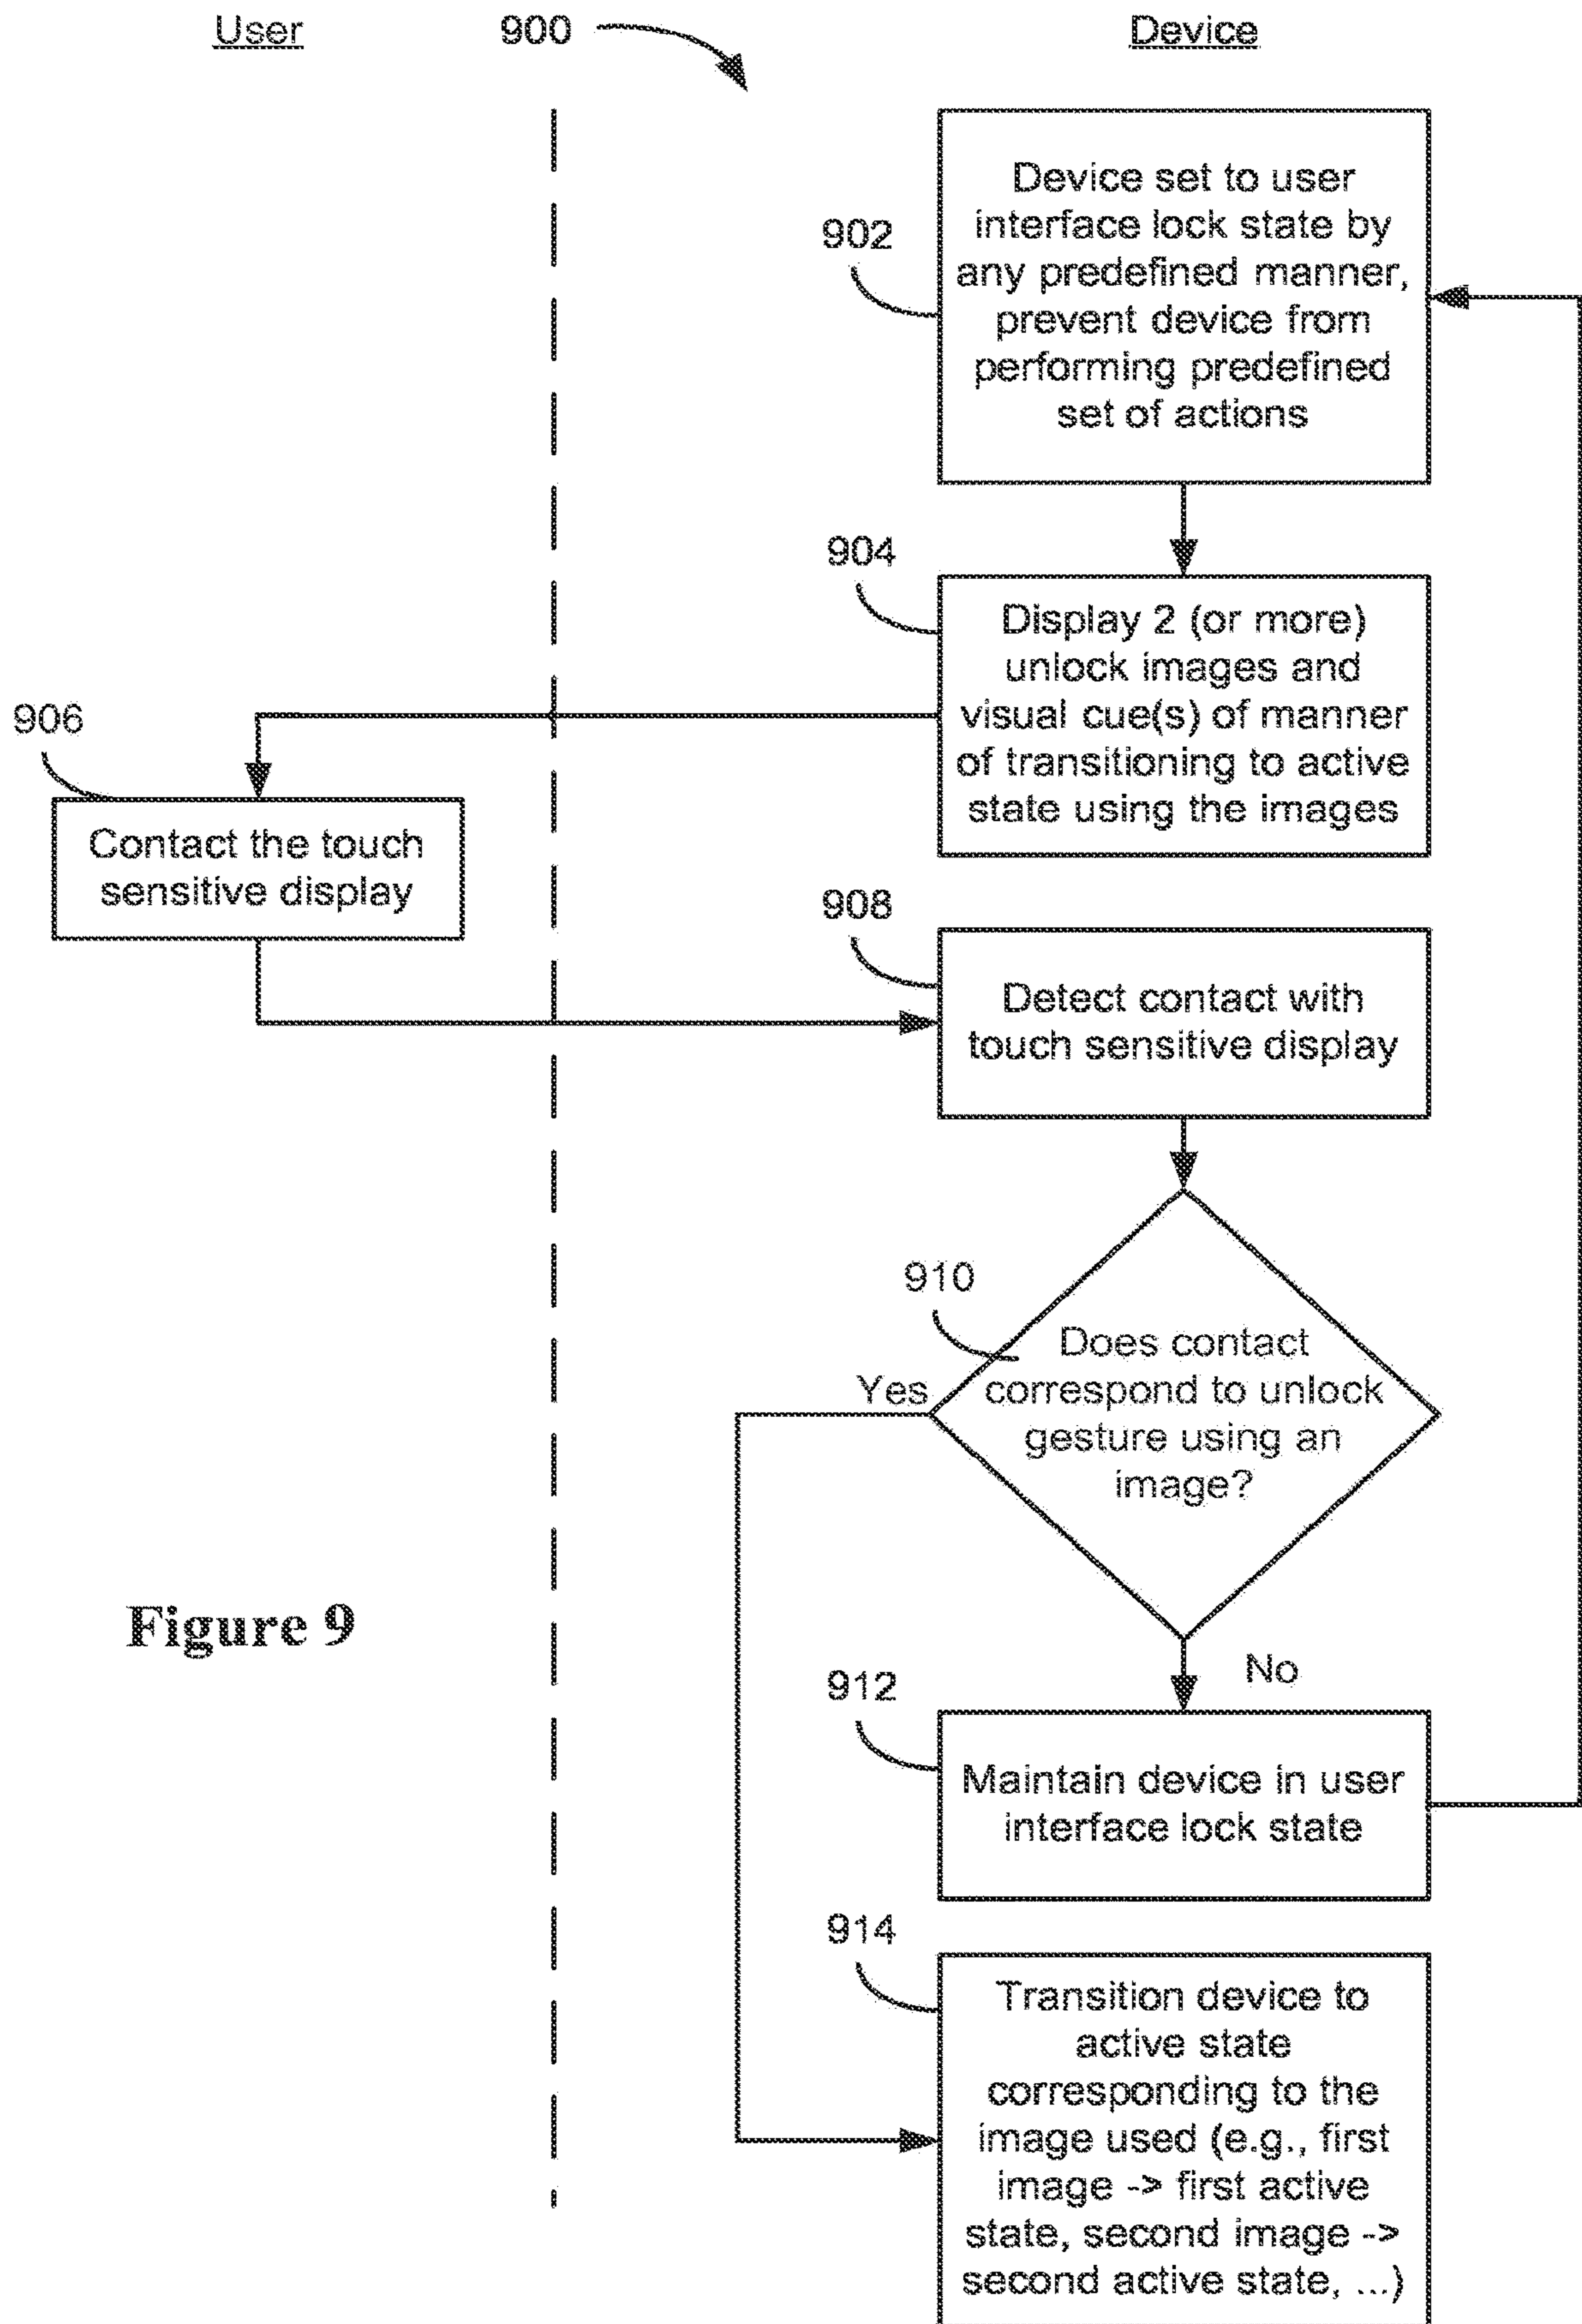 User
900
Device
902
Device set to user
interface lock state by
any predefined manner,
prevent device from
performing predefined
set of actions
904
Display 2 (or more)
unlock images and
visual cue(s) of manner
of transitioning to active
state using the images
906
Contact the touch
sensitive display
908
Detect contact with
touch sensitive display
910
Does contact
correspond to unlock
gesture using an
image?
Yes
No
Figure 9
912
Maintain device in user
interface lock state
914
Transition device to
active state
corresponding to the
image used (e.g., first
image -> first active
state, second image ->
second active state, ...)